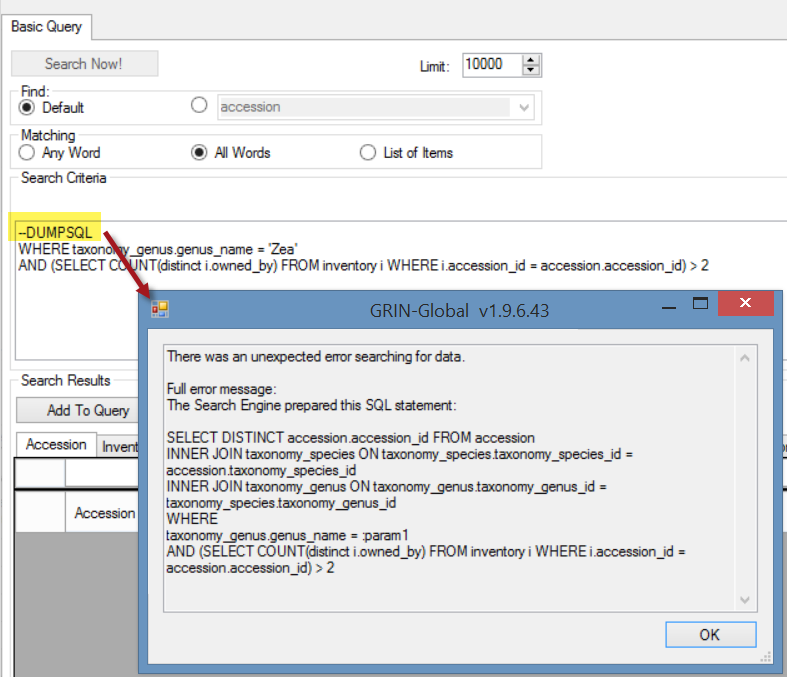 Basic Query
Search Now!
Limit: 10000
Find:
Default
accession
Matching
Any Word
All Words
List of Items
Search Criteria
--DUMPSQL
WHERE taxonomy_genus.genus_name = 'Zea'
AND (SELECT COUNT(distinct i.owned_by) FROM inventory i WHERE i.accession_id = accession.accession_id) > 2
GRIN-Global v1.9.6.43
There was an unexpected error searching for data.
Full error message:
The Search Engine prepared this SQL statement:
SELECT DISTINCT accession.accession_id FROM accession
INNER JOIN taxonomy_species ON taxonomy_species.taxonomy_species_id =
accession.taxonomy_species_id
INNER JOIN taxonomy_genus ON taxonomy_genus.taxonomy_genus_id =
taxonomy_species.taxonomy_genus_id
WHERE
taxonomy_genus.genus_name = :param1
AND (SELECT COUNT(distinct i.owned_by) FROM inventory i WHERE i.accession_id =
accession.accession_id) > 2
OK
Search Results
Add To Query
Accession
Invent
Accession